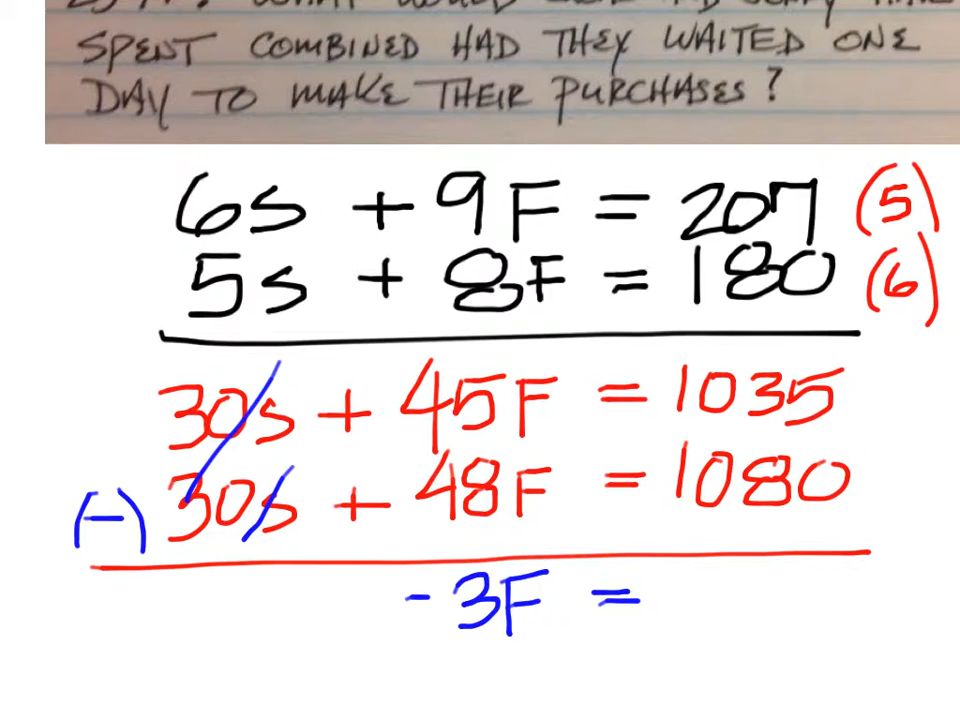 SPENT COMBINED HAD THEY WAITED ONE
DAY TO MAKE THEIR PURCHASES?
6S + 9F = 207 (5)
5S + 8F = 180 (6)
30S + 45F = 1035
(-) 30S + 48F = 1080
-3F =